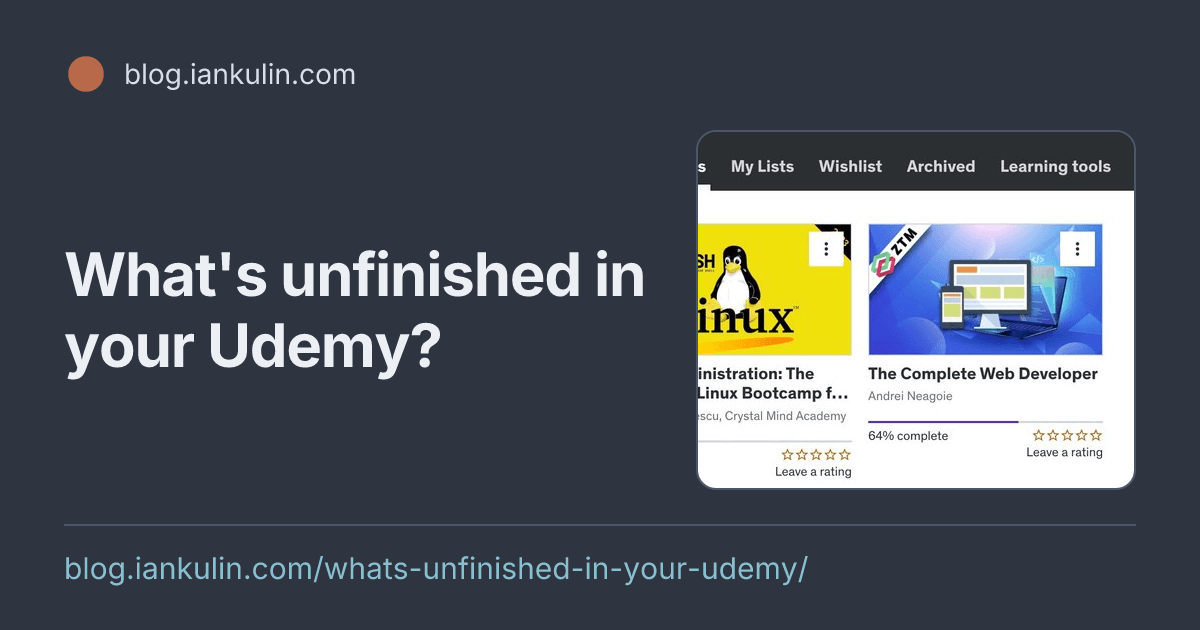 blog.iankulin.com
What's unfinished in
your Udemy?
s My Lists Wishlist Archived Learning tools
SH
inux
ZTM
inistration: The
Linux Bootcamp f...
escu, Crystal Mind Academy
Leave a rating
The Complete Web Developer
Andrei Neagoie
64% complete
Leave a rating
blog.iankulin.com/whats-unfinished-in-your-udemy/